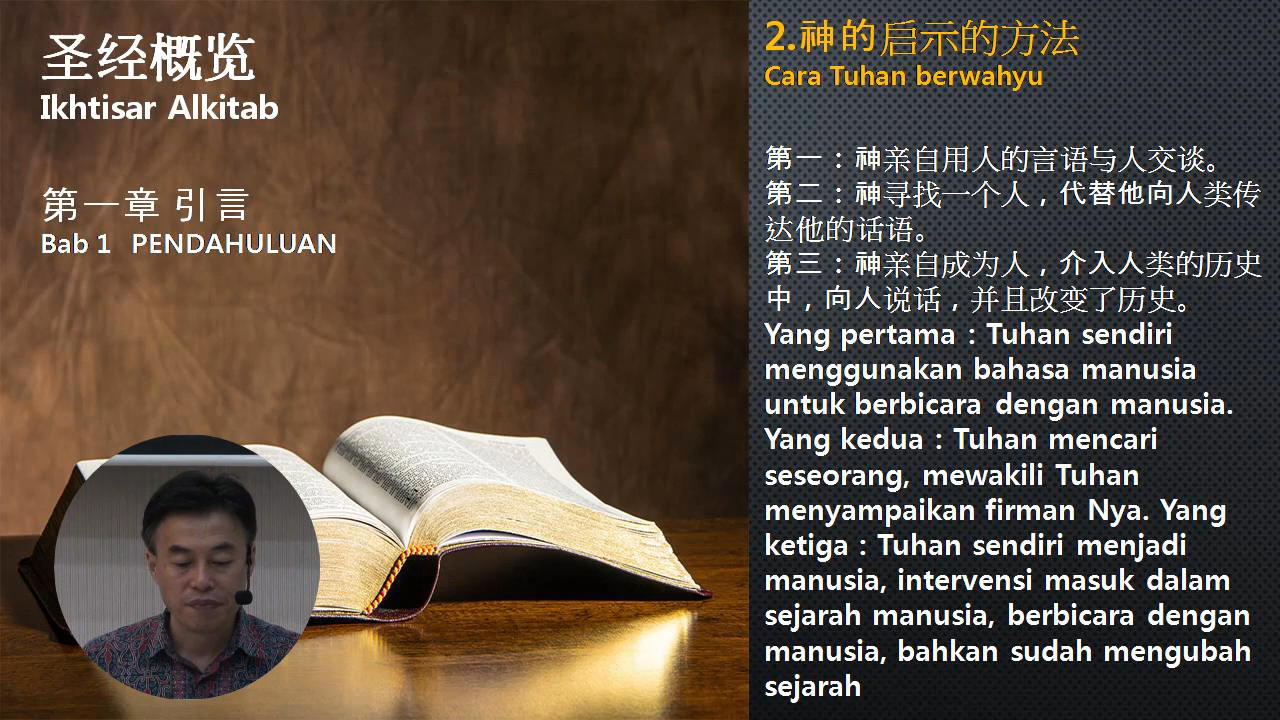 圣经概览
Ikhtisar Alkitab
第一章 引言
Bab 1 PENDAHULUAN
2.神的启示的方法
Cara Tuhan berwahyu
第一：神亲自用人的言语与人交谈。
第二：神寻找一个人，代替他向人类传
达他的话语。
第三：神亲自成为人，介入人类的历史
中，向人说话，并且改变了历史。
Yang pertama : Tuhan sendiri
menggunakan bahasa manusia
untuk berbicara dengan manusia.
Yang kedua : Tuhan mencari
seseorang, mewakili Tuhan
menyampaikan firman Nya. Yang
ketiga : Tuhan sendiri menjadi
manusia, intervensi masuk dalam
sejarah manusia, berbicara dengan
manusia, bahkan sudah mengubah
sejarah